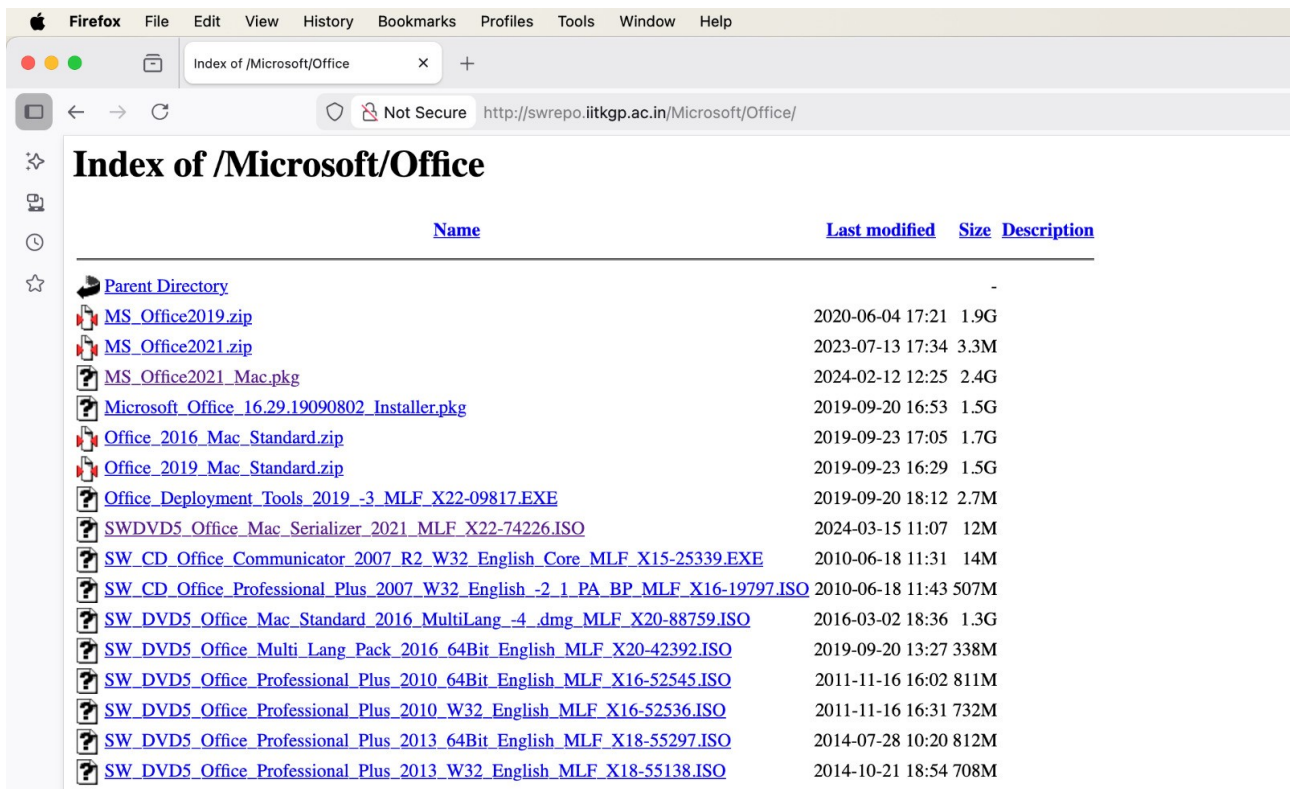 Firefox File Edit View History Bookmarks Profiles Tools Window Help
Index of /Microsoft/Office
Not Secure http://swrepo.iitkgp.ac.in/Microsoft/Office/
Index of /Microsoft/Office
Name Last modified Size Description
Parent Directory -
MS_Office2019.zip 2020-06-04 17:21 1.9G
MS_Office2021.zip 2023-07-13 17:34 3.3M
MS_Office2021_Mac.pkg 2024-02-12 12:25 2.4G
Microsoft_Office_16.29.19090802_Installer.pkg 2019-09-20 16:53 1.5G
Office_2016_Mac_Standard.zip 2019-09-23 17:05 1.7G
Office_2019_Mac_Standard.zip 2019-09-23 16:29 1.5G
Office_Deployment_Tools_2019_-3_MLF_X22-09817.EXE 2019-09-20 18:12 2.7M
SWDVD5_Office_Mac_Serializer_2021_MLF_X22-74226.ISO 2024-03-15 11:07 12M
SW_CD_Office_Communicator_2007_R2_W32_English_Core_MLF_X15-25339.EXE 2010-06-18 11:31 14M
SW_CD_Office_Professional_Plus_2007_W32_English_-2_1_PA_BP_MLF_X16-19797.ISO 2010-06-18 11:43 507M
SW_DVD5_Office_Mac_Standard_2016_MultiLang_-4_.dmg_MLF_X20-88759.ISO 2016-03-02 18:36 1.3G
SW_DVD5_Office_Multi_Lang_Pack_2016_64Bit_English_MLF_X20-42392.ISO 2019-09-20 13:27 338M
SW_DVD5_Office_Professional_Plus_2010_64Bit_English_MLF_X16-52545.ISO 2011-11-16 16:02 811M
SW_DVD5_Office_Professional_Plus_2010_W32_English_MLF_X16-52536.ISO 2011-11-16 16:31 732M
SW_DVD5_Office_Professional_Plus_2013_64Bit_English_MLF_X18-55297.ISO 2014-07-28 10:20 812M
SW_DVD5_Office_Professional_Plus_2013_W32_English_MLF_X18-55138.ISO 2014-10-21 18:54 708M